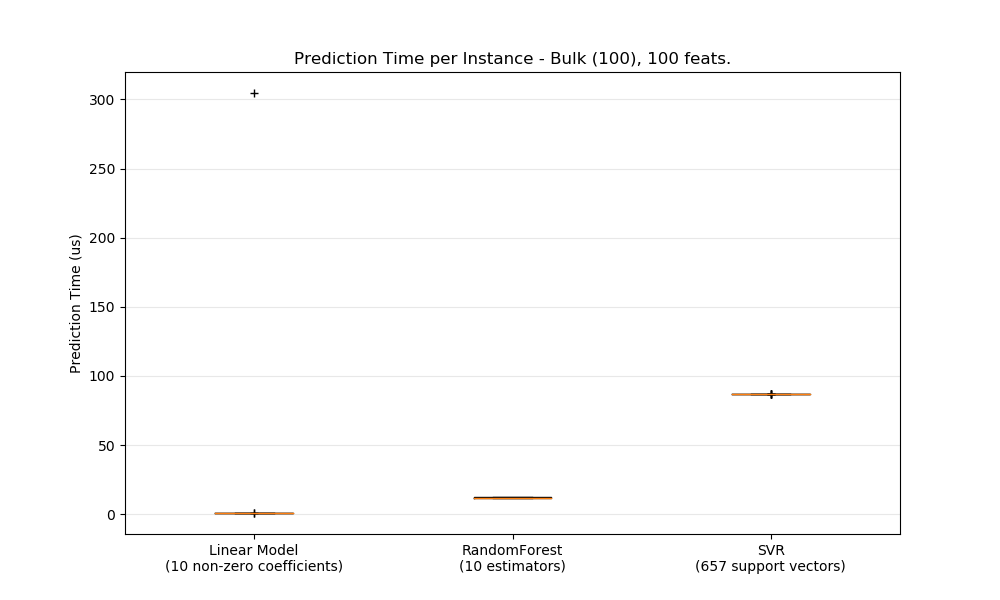 Prediction Time per Instance - Bulk (100), 100 feats.
300
250
200
150
100
50
0
Prediction Time (us)
Linear Model
(10 non-zero coefficients)
RandomForest
(10 estimators)
SVR
(657 support vectors)